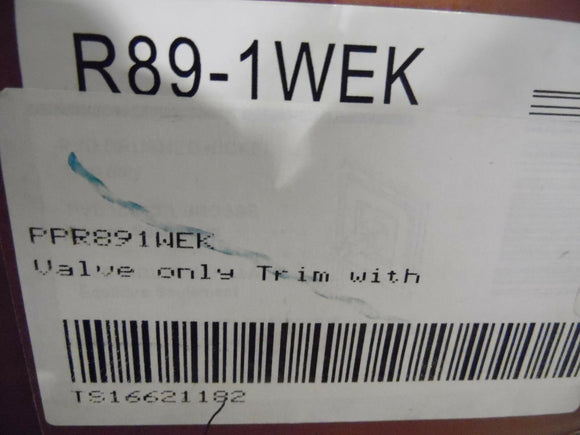 R89-1WEK
PPR891WEK
Valve only Trim with
TS16621182